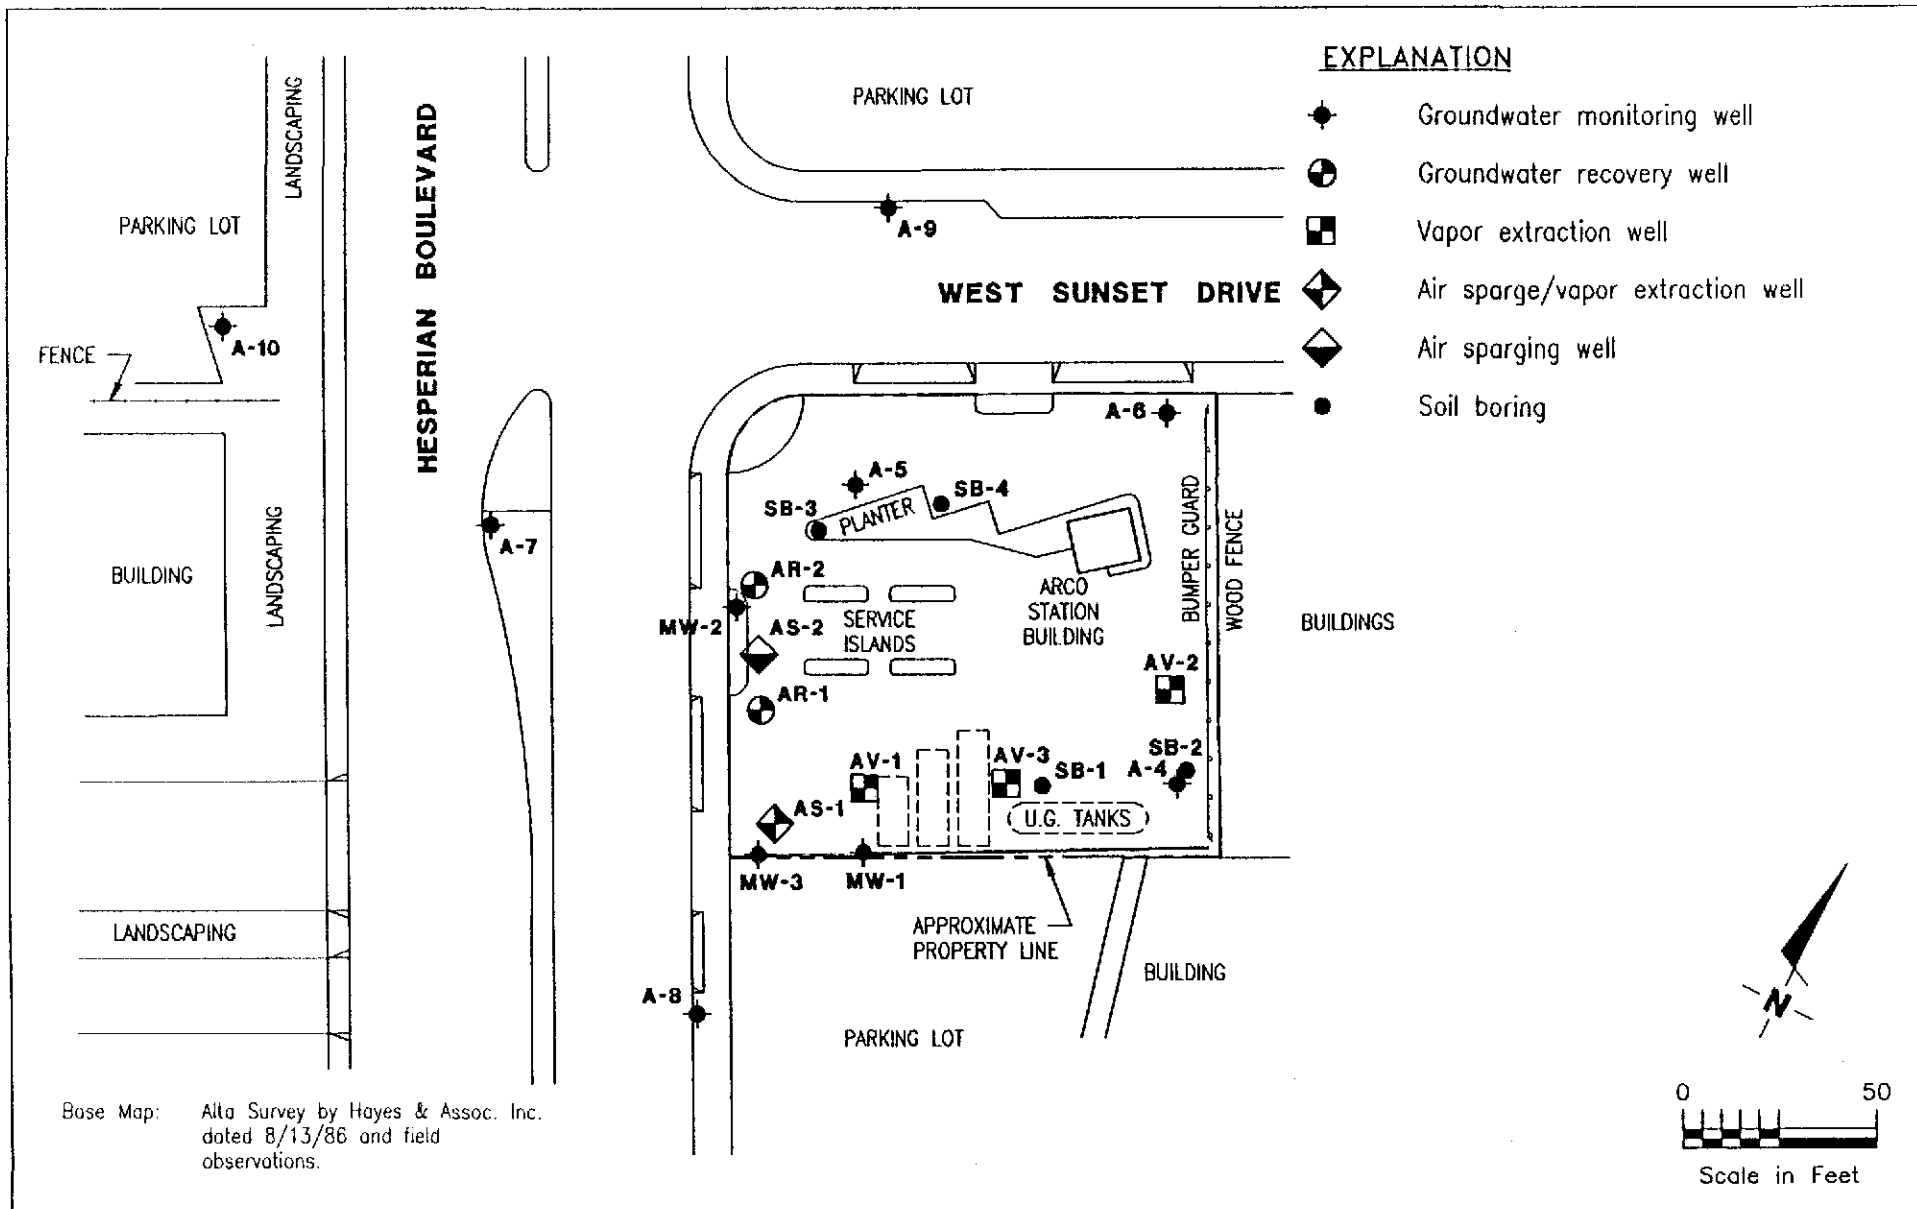 EXPLANATION
Groundwater monitoring well
Groundwater recovery well
Vapor extraction well
Air sparge/vapor extraction well
Air sparging well
Soil boring
LANDSCAPING
HESPERIAN BOULEVARD
PARKING LOT
PARKING LOT
A-9
WEST SUNSET DRIVE
A-10
FENCE
A-6
A-5
SB-4
SB-3
PLANTER
A-7
BUILDING
LANDSCAPING
BUMPER GUARD
WOOD FENCE
AR-2
ARCO
STATION
BUILDING
SERVICE
ISLANDS
MW-2
AS-2
BUILDINGS
AV-2
AR-1
AV-1
AV-3
SB-1
SB-2
A-4
AS-1
U.G. TANKS
MW-3
MW-1
LANDSCAPING
APPROXIMATE
PROPERTY LINE
BUILDING
A-8
PARKING LOT
N
Base Map: Alta Survey by Hayes & Assoc. Inc.
dated 8/13/86 and field
observations.
0 50
Scale in Feet